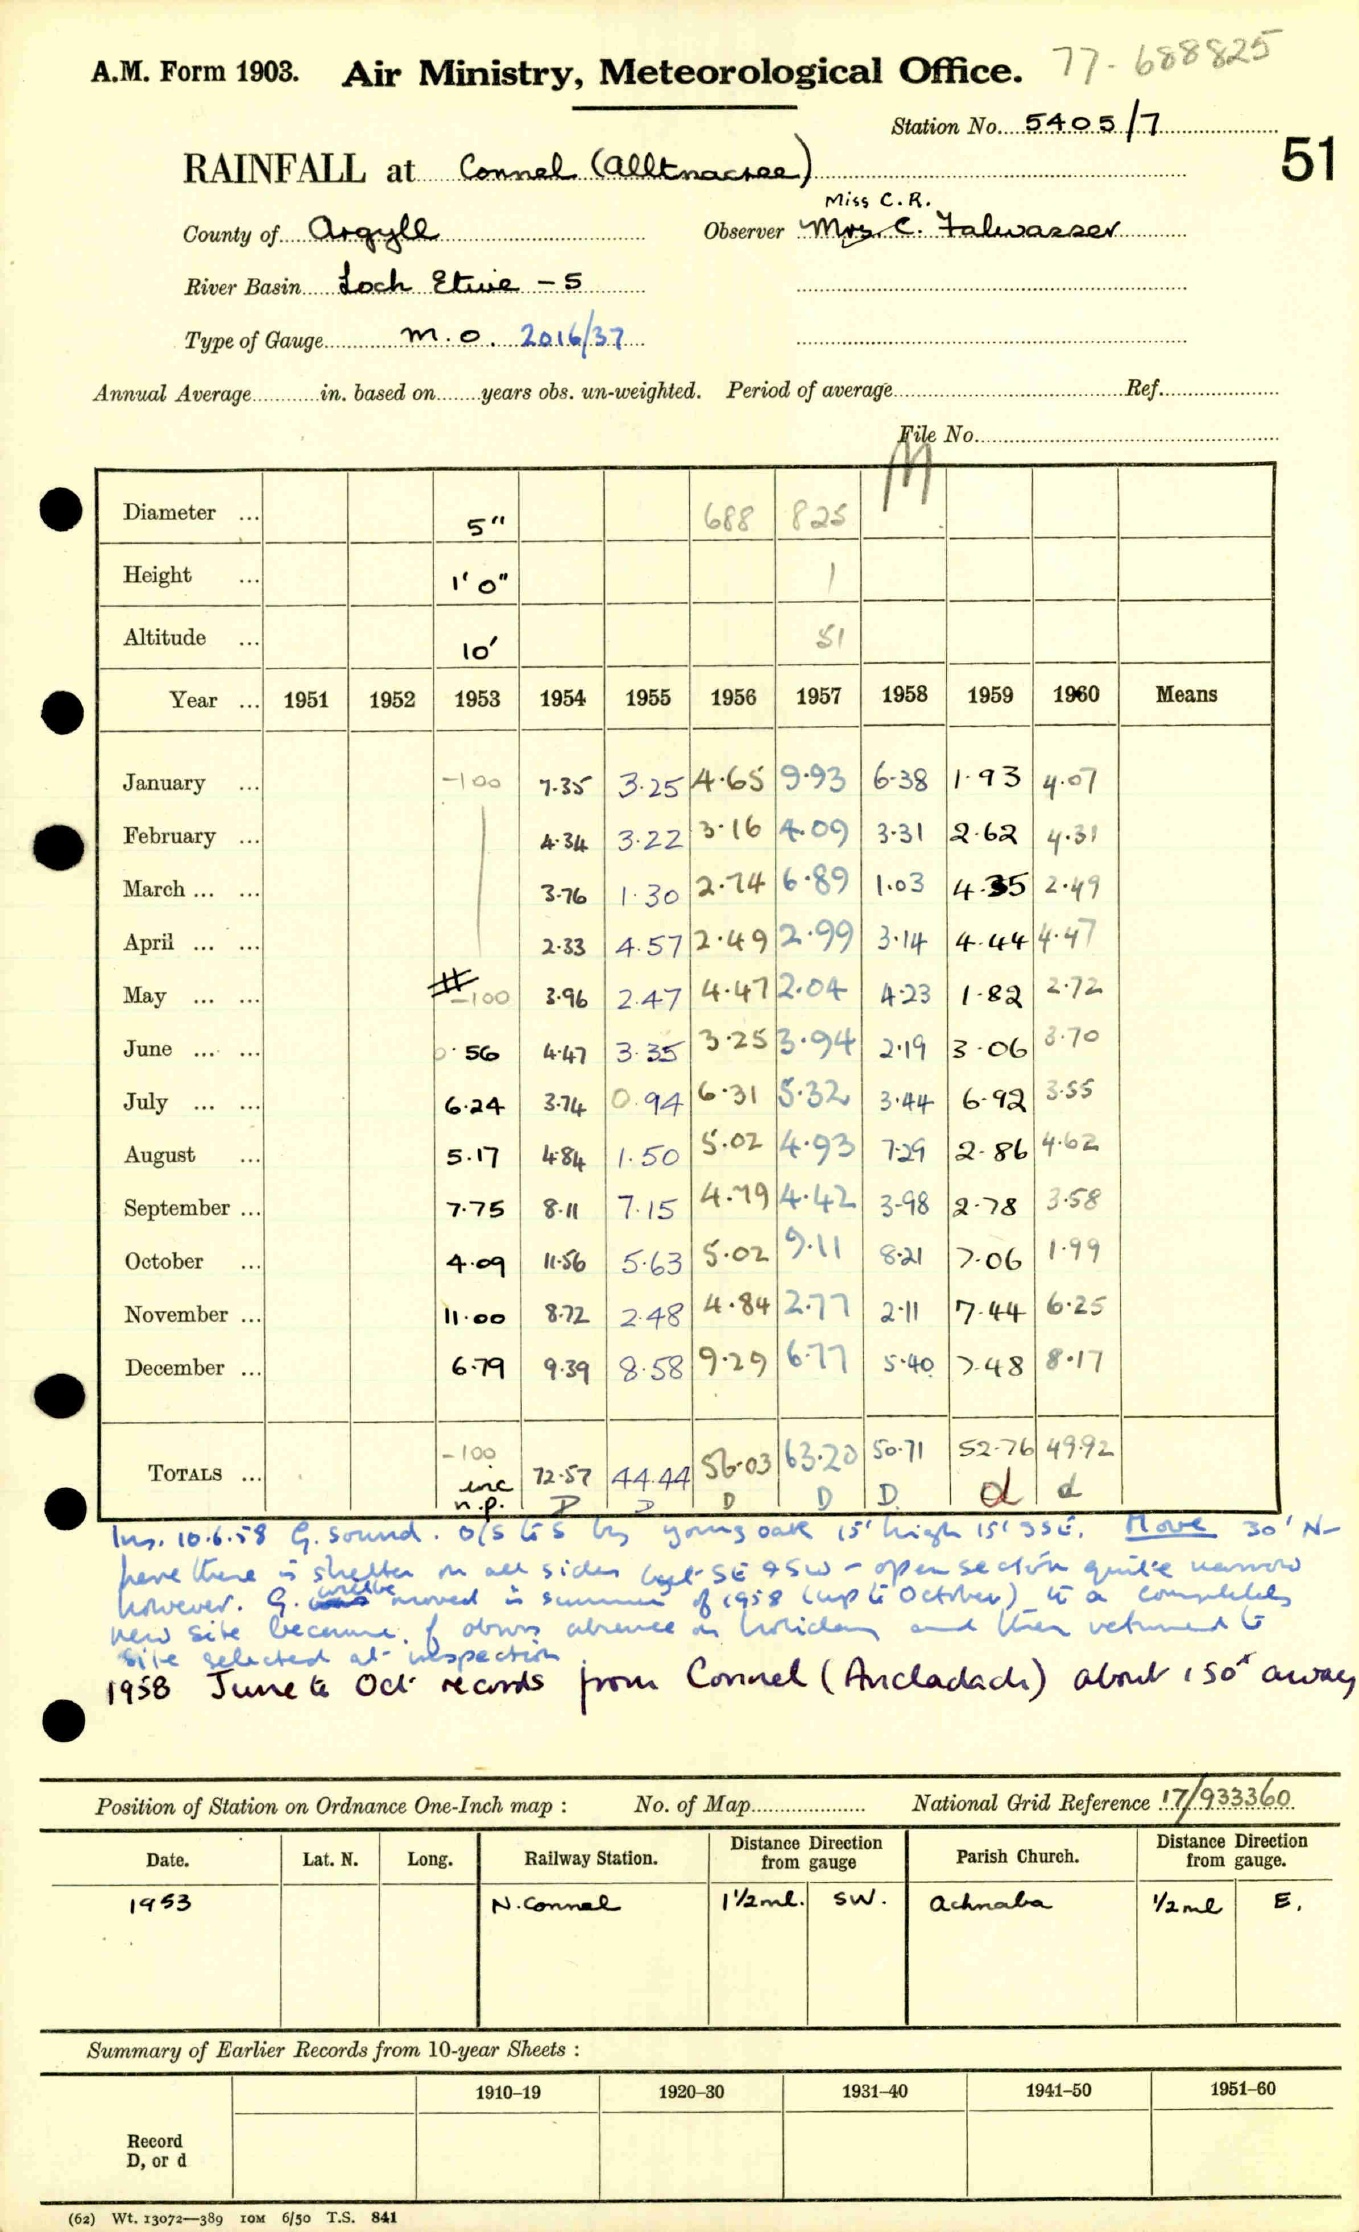 A.M. Form 1903. Air Ministry, Meteorological Office. 77-688825
Station No. 5405/7
51
RAINFALL at Connel (Alltnacree)
Miss C.R.
County of Argyll Observer Mrs. C. Falwasser
River Basin Loch Etive - 5
Type of Gauge M.O. 2016/37
Annual Average in. based on years obs. un-weighted. Period of average Ref.
File No.
M
Diameter ... 5" 688 825
Height ... 1'0" 1
Altitude ... 10' 51
Year ... 1951 1952 1953 1954 1955 1956 1957 1958 1959 1960 Means
January ... -100 7.35 3.25 4.65 9.93 6.38 1.93 4.07
February ... 4.34 3.22 3.16 4.09 3.31 2.62 4.31
March ... ... 3.76 1.30 2.74 6.89 1.03 4.35 2.49
April ... ... 2.33 4.57 2.49 2.99 3.14 4.44 4.47
May ... ... # -100 3.96 2.47 4.47 2.04 4.23 1.82 2.72
June ... ... 0.56 4.47 3.35 3.25 3.94 2.19 3.06 3.70
July ... ... 6.24 3.74 0.94 6.31 5.32 3.44 6.92 3.55
August ... 5.17 4.84 1.50 5.02 4.93 7.29 2.86 4.62
September ... 7.75 8.11 7.15 4.79 4.42 3.98 2.78 3.58
October ... 4.09 11.56 5.63 5.02 9.11 8.21 7.06 1.99
November ... 11.00 8.72 2.48 4.84 2.77 2.11 7.44 6.25
December ... 6.79 9.39 8.58 9.29 6.77 5.40 7.48 8.17
TOTALS ... -100 72.57 44.44 56.03 63.20 50.71 52.76 49.92
inc n.p. D D D D D d d
Ins. 10.6.58 G. sound. O/S to S by young oak 15' high 15' SSE. Move 30' N-
here there is shelter on all sides but SE & SW - open section quite narrow
however. G. will be moved in summer of 1958 (up to October) to a completely
new site because of obsvrs absence on holiday and then returned to
site selected at inspection
1958 June to Oct records from Connel (Ancladach) about 150x away
Position of Station on Ordnance One-Inch map : No. of Map National Grid Reference 17/933360
Date. Lat. N. Long. Railway Station. Distance Direction from gauge Parish Church. Distance Direction from gauge.
1953 N. Connel 1½ ml. SW. Achnaba ½ ml E.
Summary of Earlier Records from 10-year Sheets :
1910–19 1920–30 1931–40 1941–50 1951–60
Record
D, or d
(62) Wt. 13072—389 10M 6/50 T.S. 841